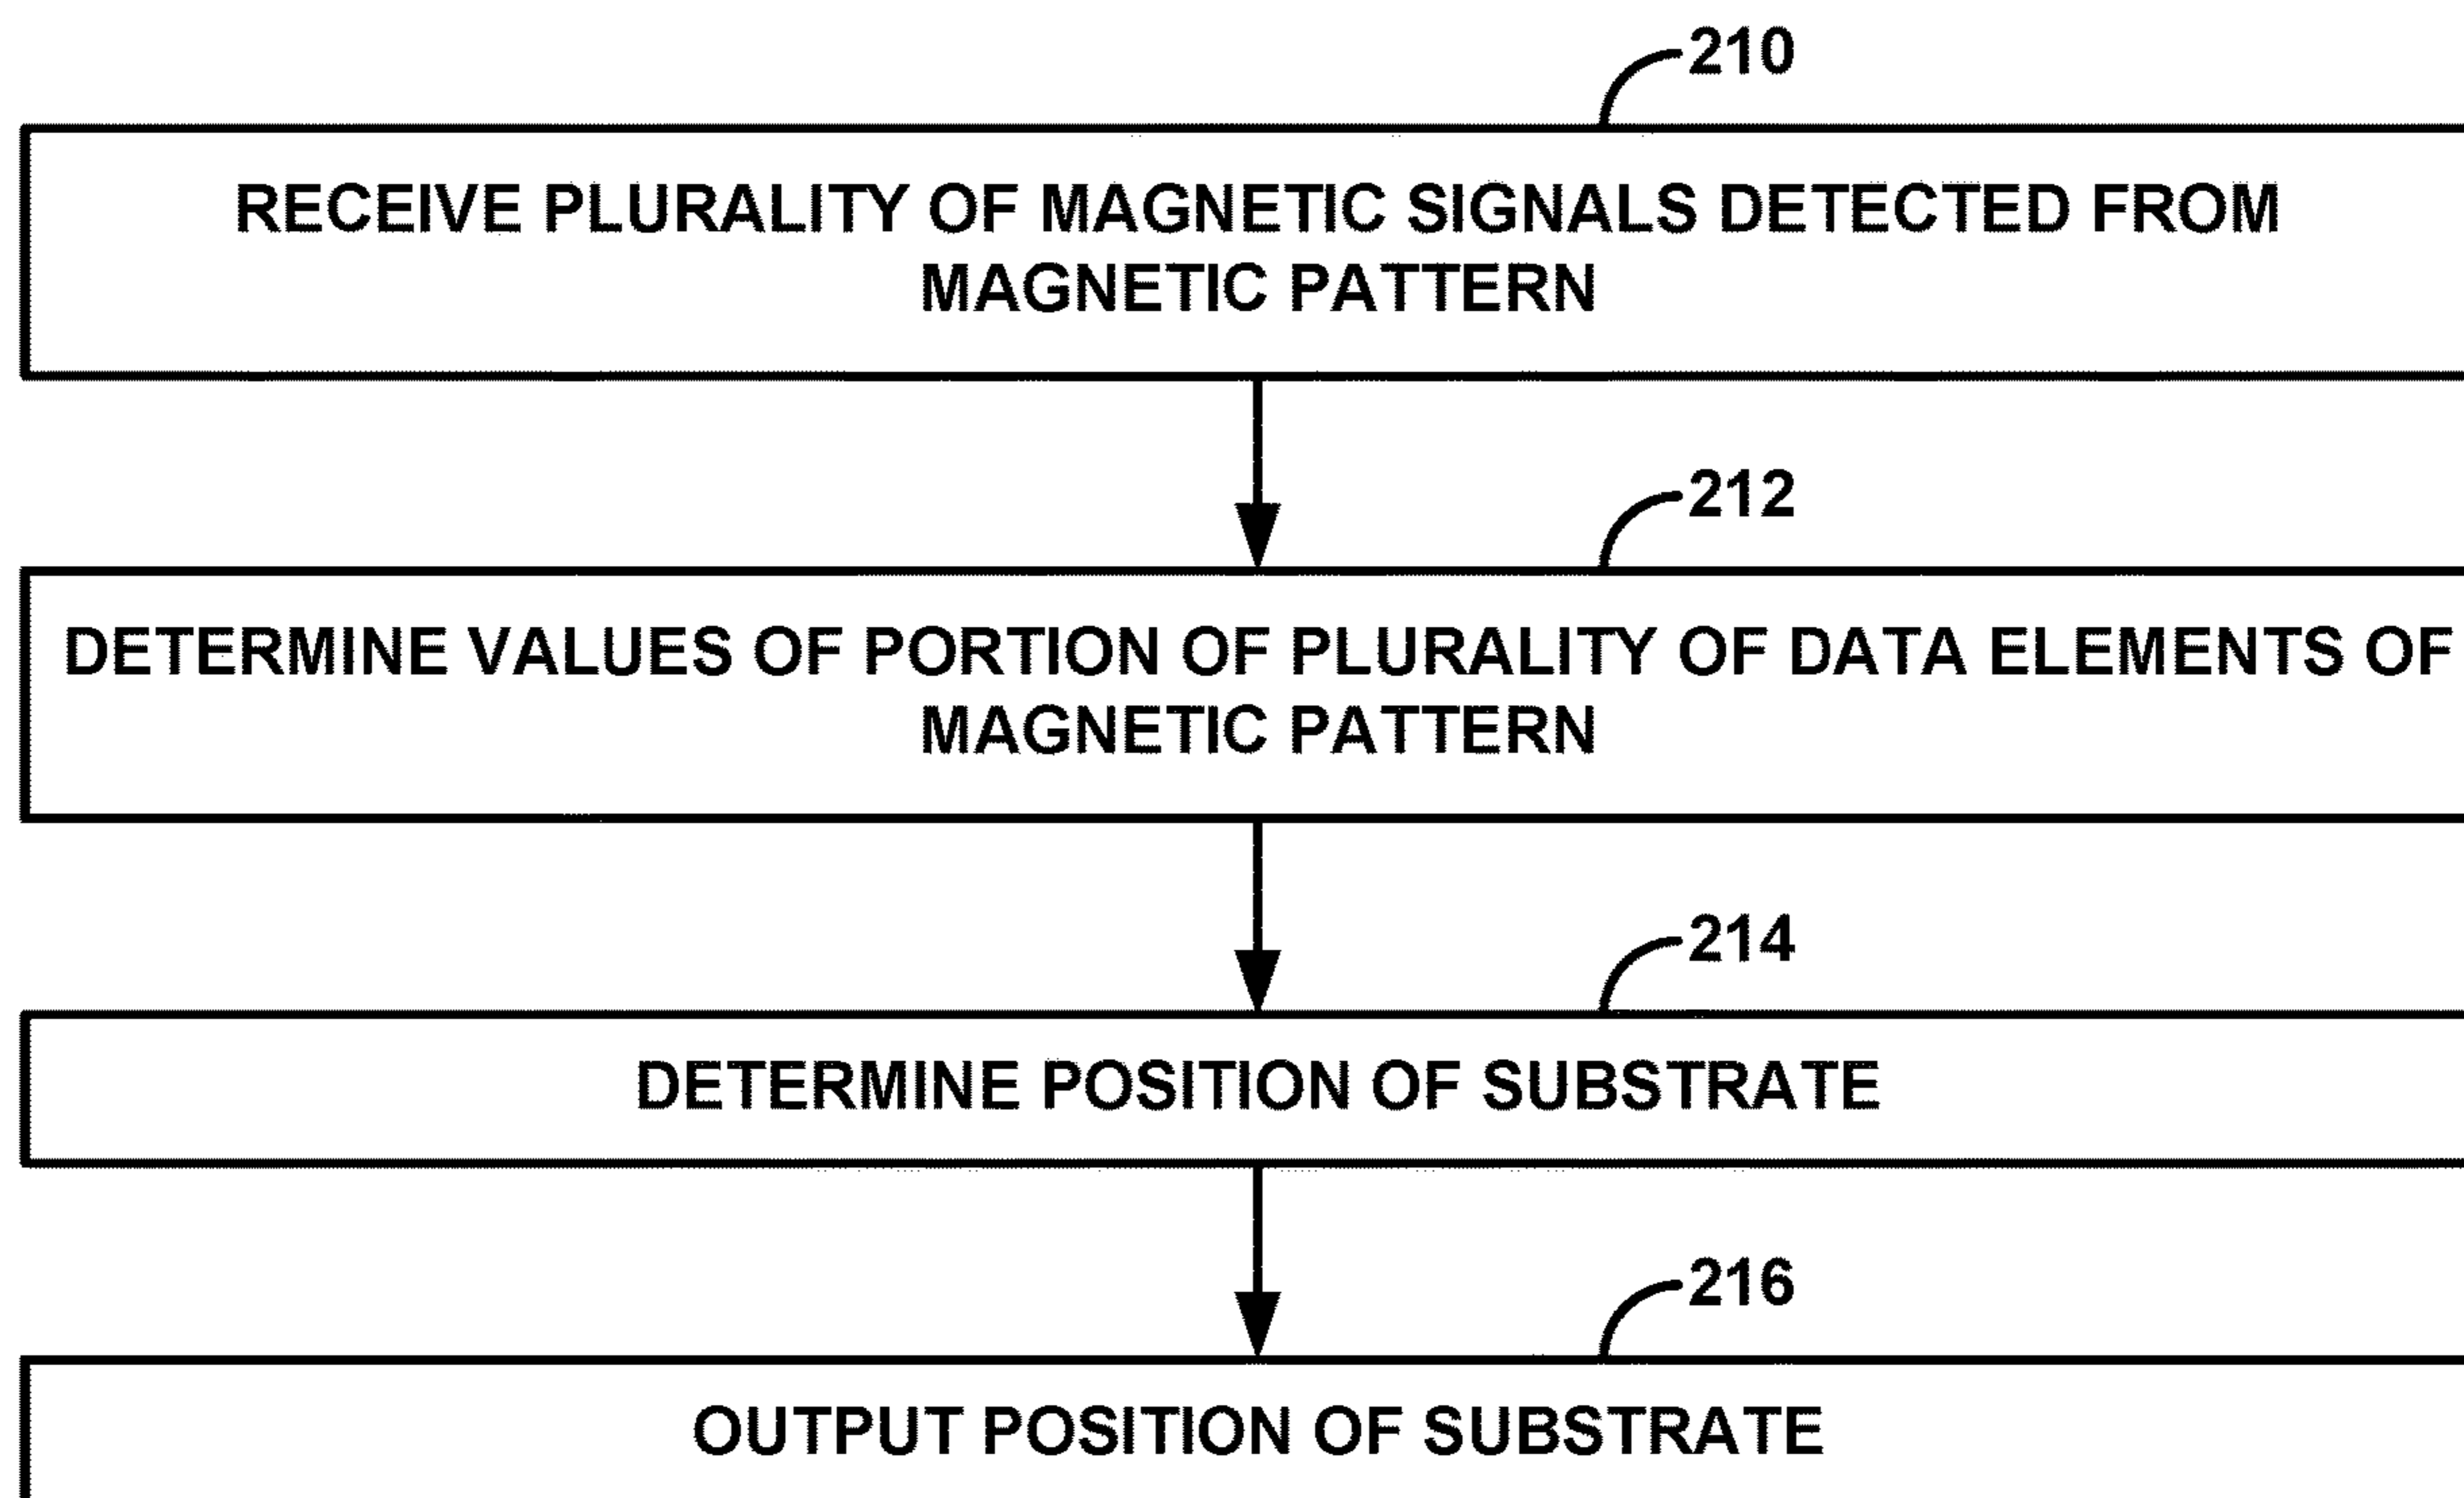 210
RECEIVE PLURALITY OF MAGNETIC SIGNALS DETECTED FROM
MAGNETIC PATTERN
212
DETERMINE VALUES OF PORTION OF PLURALITY OF DATA ELEMENTS OF
MAGNETIC PATTERN
214
DETERMINE POSITION OF SUBSTRATE
216
OUTPUT POSITION OF SUBSTRATE